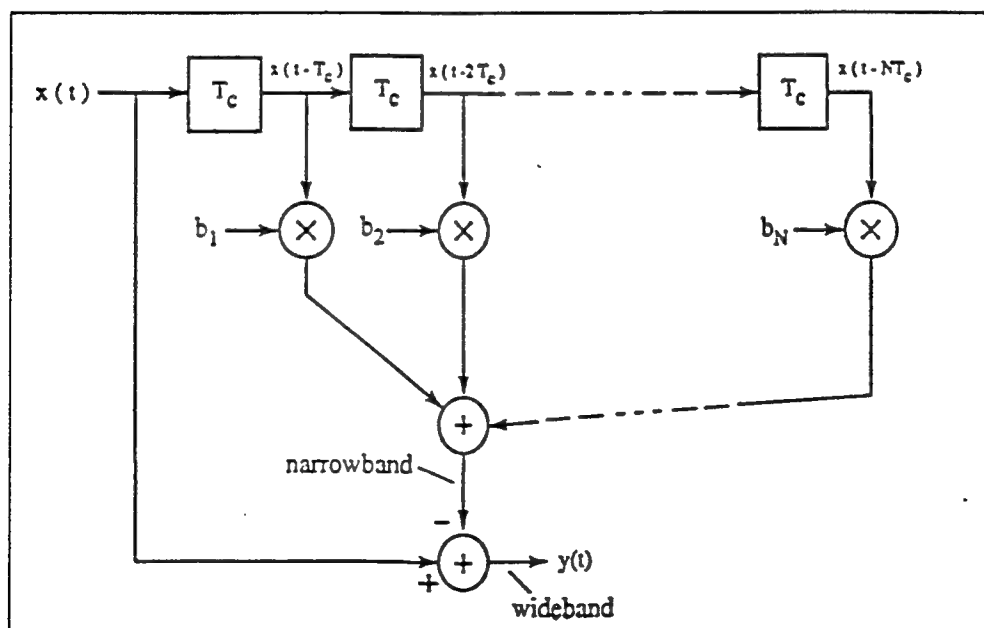 x(t-T_c) x(t-2T_c) x(t-NT_c)
x(t) T_c T_c T_c
b_1 × b_2 × b_N ×
+
narrowband
−
+ + y(t)
wideband